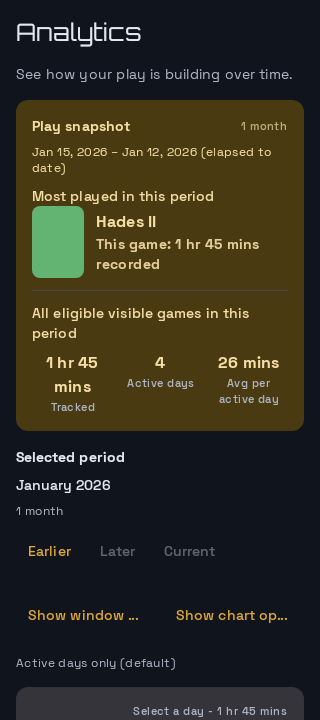 Analytics
See how your play is building over time.
Play snapshot
1 month
Jan 15, 2026 – Jan 12, 2026 (elapsed to
date)
Most played in this period
Hades II
This game: 1 hr 45 mins
recorded
All eligible visible games in this
period
1 hr 45
mins
Tracked
4
Active days
26 mins
Avg per
active day
Selected period
January 2026
1 month
Earlier
Later
Current
Show window ...
Show chart op...
Active days only (default)
Select a day - 1 hr 45 mins